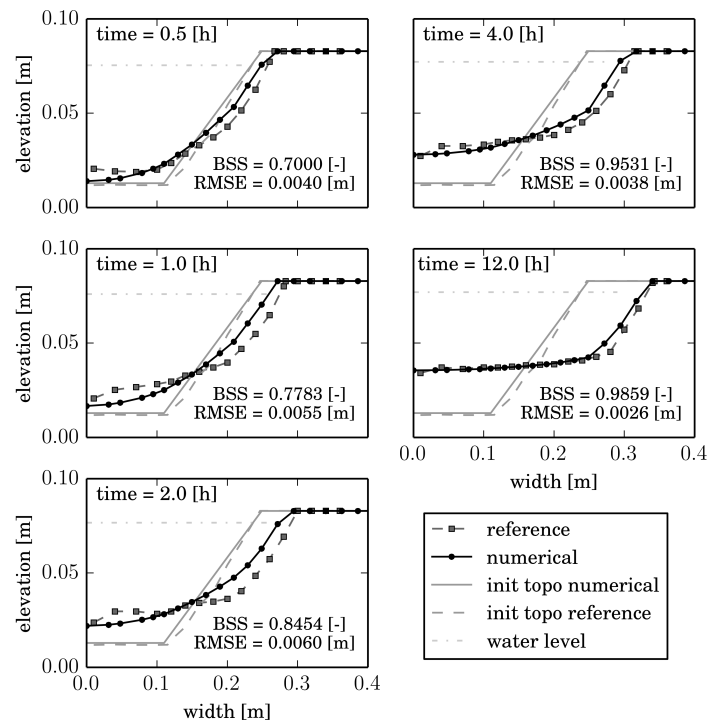 0.10
time = 0.5 [h]
elevation [m]
0.05
BSS = 0.7000 [-]
RMSE = 0.0040 [m]
0.00
time = 4.0 [h]
BSS = 0.9531 [-]
RMSE = 0.0038 [m]
0.10
time = 1.0 [h]
elevation [m]
0.05
BSS = 0.7783 [-]
RMSE = 0.0055 [m]
0.00
time = 12.0 [h]
BSS = 0.9859 [-]
RMSE = 0.0026 [m]
0.0 0.1 0.2 0.3 0.4
width [m]
0.10
time = 2.0 [h]
elevation [m]
0.05
BSS = 0.8454 [-]
RMSE = 0.0060 [m]
0.00
0.0 0.1 0.2 0.3 0.4
width [m]
reference
numerical
init topo numerical
init topo reference
water level